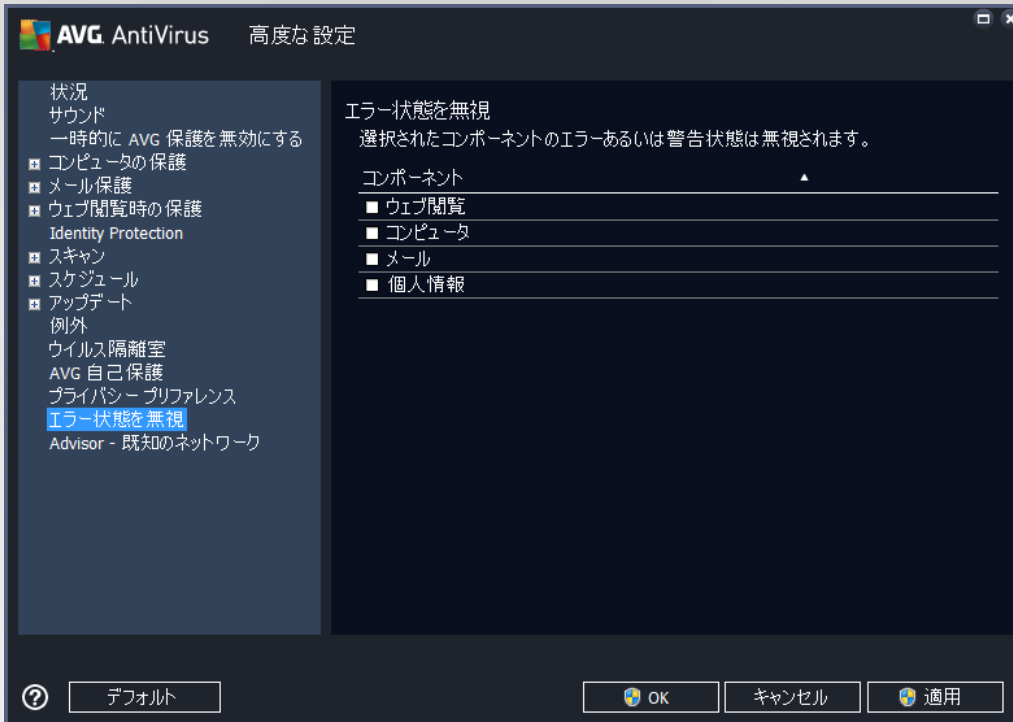 AVG. AntiVirus 高度な設定
状況
サウンド
一時的に AVG 保護を無効にする
コンピュータの保護
メール保護
ウェブ閲覧時の保護
Identity Protection
スキャン
スケジュール
アップデート
例外
ウイルス隔離室
AVG 自己保護
プライバシー プリファレンス
エラー状態を無視
Advisor - 既知のネットワーク
エラー状態を無視
選択されたコンポーネントのエラーあるいは警告状態は無視されます。
コンポーネント
ウェブ閲覧
コンピュータ
メール
個人情報
デフォルト
OK
キャンセル
適用